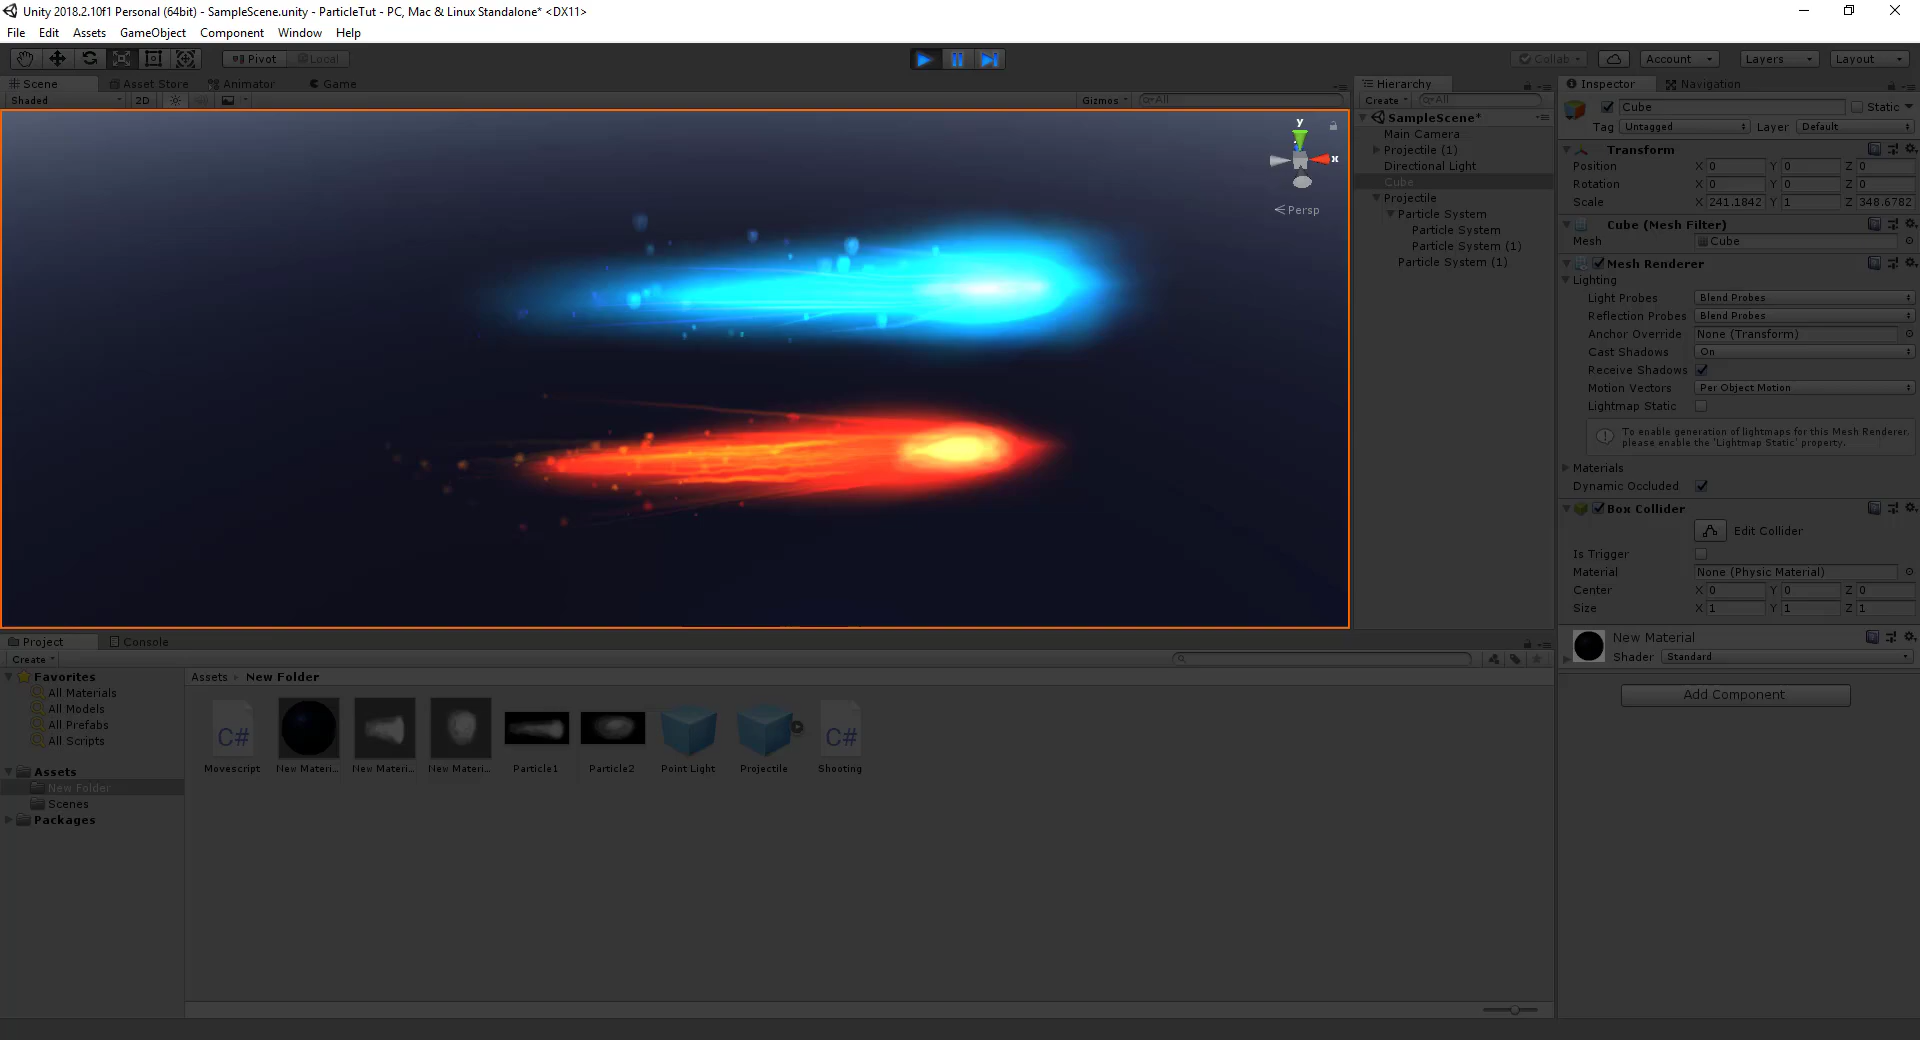 Unity 2018.2.10f1 Personal (64bit) - SampleScene.unity - ParticleTut - PC, Mac & Linux Standalone* <DX11>
File Edit Assets GameObject Component Window Help
Pivot Local Collab Account Layers Layout
Scene Asset Store Animator Game
Shaded 2D Gizmos All
y
x
Persp
Hierarchy
Create All
SampleScene*
Main Camera
Projectile (1)
Directional Light
Cube
Projectile
Particle System
Particle System
Particle System (1)
Particle System (1)
Inspector Navigation
Cube Static
Tag Untagged Layer Default
Transform
Position X 0 Y 0 Z 0
Rotation X 0 Y 0 Z 0
Scale X 241.1842 Y 1 Z 348.6782
Cube (Mesh Filter)
Mesh Cube
Mesh Renderer
Lighting
Light Probes Blend Probes
Reflection Probes Blend Probes
Anchor Override None (Transform)
Cast Shadows On
Receive Shadows
Motion Vectors Per Object Motion
Lightmap Static
To enable generation of lightmaps for this Mesh Renderer, please enable the 'Lightmap Static' property.
Materials
Dynamic Occluded
Box Collider
Edit Collider
Is Trigger
Material None (Physic Material)
Center X 0 Y 0 Z 0
Size X 1 Y 1 Z 1
New Material
Shader Standard
Add Component
Project Console
Create
Favorites
All Materials
All Models
All Prefabs
All Scripts
Assets
New Folder
Scenes
Packages
Assets New Folder
C# C#
Movescript New Materi... New Materi... New Materi... Particle1 Particle2 Point Light Projectile Shooting